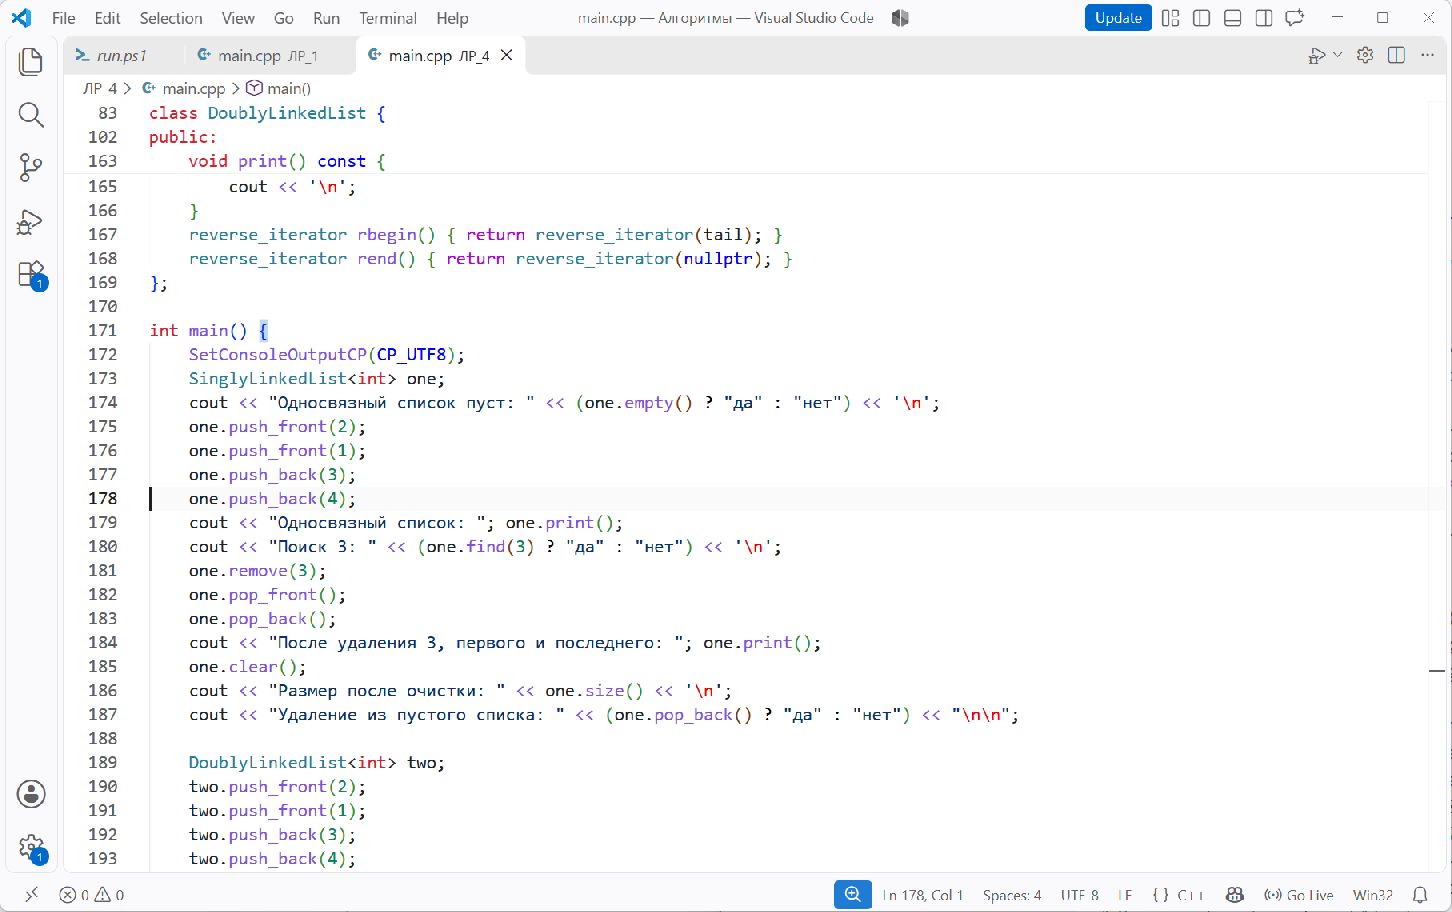 File Edit Selection View Go Run Terminal Help main.cpp — Алгоритмы — Visual Studio Code Update
run.ps1 main.cpp ЛР_1 main.cpp ЛР_4
ЛР_4 > main.cpp > main()
83 class DoublyLinkedList {
102 public:
163 void print() const {
165 cout << '\n';
166 }
167 reverse_iterator rbegin() { return reverse_iterator(tail); }
168 reverse_iterator rend() { return reverse_iterator(nullptr); }
169 };
170
171 int main() {
172 SetConsoleOutputCP(CP_UTF8);
173 SinglyLinkedList<int> one;
174 cout << "Односвязный список пуст: " << (one.empty() ? "да" : "нет") << '\n';
175 one.push_front(2);
176 one.push_front(1);
177 one.push_back(3);
178 one.push_back(4);
179 cout << "Односвязный список: "; one.print();
180 cout << "Поиск 3: " << (one.find(3) ? "да" : "нет") << '\n';
181 one.remove(3);
182 one.pop_front();
183 one.pop_back();
184 cout << "После удаления 3, первого и последнего: "; one.print();
185 one.clear();
186 cout << "Размер после очистки: " << one.size() << '\n';
187 cout << "Удаление из пустого списка: " << (one.pop_back() ? "да" : "нет") << "\n\n";
188
189 DoublyLinkedList<int> two;
190 two.push_front(2);
191 two.push_front(1);
192 two.push_back(3);
193 two.push_back(4);
1
1
0 0 Ln 178, Col 1 Spaces: 4 UTF-8 LF {} C++ Go Live Win32